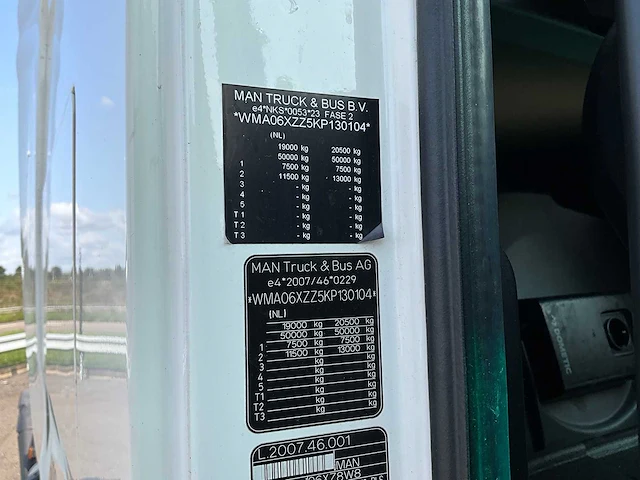 MAN TRUCK & BUS B.V.
e4*NKS*0053*23 FASE 2
*WMA06XZZ5KP130104*
(NL)
19000 kg 20500 kg
50000 kg 50000 kg
1 7500 kg 7500 kg
2 11500 kg 13000 kg
3 - kg - kg
4 - kg - kg
5 - kg - kg
T1 - kg - kg
T2 - kg - kg
T3 - kg - kg
MAN Truck & Bus AG
e4*2007/46*0229
*WMA06XZZ5KP130104*
(NL)
19000 kg 20500 kg
50000 kg 50000 kg
1 7500 kg 7500 kg
2 11500 kg 13000 kg
3 kg kg
4 kg kg
5 kg kg
T1 kg kg
T2 kg kg
T3 kg kg
L.2007.46.001
MAN